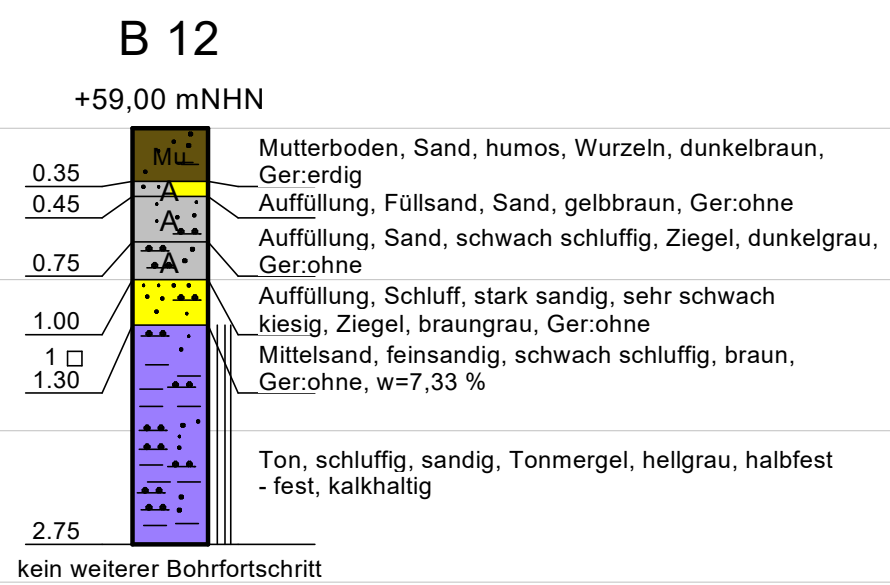 B 12
+59,00 mNHN
Mutterboden, Sand, humos, Wurzeln, dunkelbraun,
Ger:erdig
Mu
0.35
A
Auffüllung, Füllsand, Sand, gelbbraun, Ger:ohne
0.45
A
Auffüllung, Sand, schwach schluffig, Ziegel, dunkelgrau,
Ger:ohne
0.75
A
Auffüllung, Schluff, stark sandig, sehr schwach
kiesig, Ziegel, braungrau, Ger:ohne
1.00
Mittelsand, feinsandig, schwach schluffig, braun,
Ger:ohne, w=7,33 %
1
1.30
Ton, schluffig, sandig, Tonmergel, hellgrau, halbfest
- fest, kalkhaltig
2.75
kein weiterer Bohrfortschritt